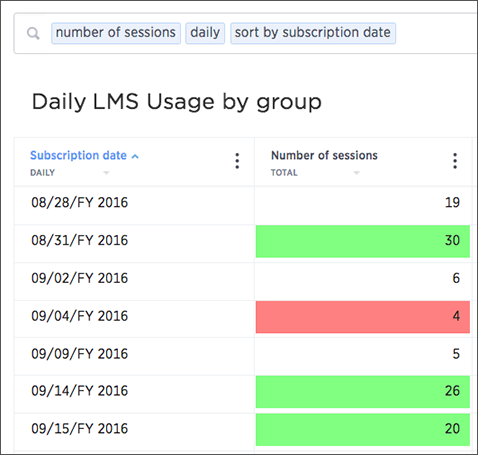 number of sessions daily sort by subscription date
Daily LMS Usage by group
Subscription date Number of sessions
DAILY TOTAL
08/28/FY 2016 19
08/31/FY 2016 30
09/02/FY 2016 6
09/04/FY 2016 4
09/09/FY 2016 5
09/14/FY 2016 26
09/15/FY 2016 20